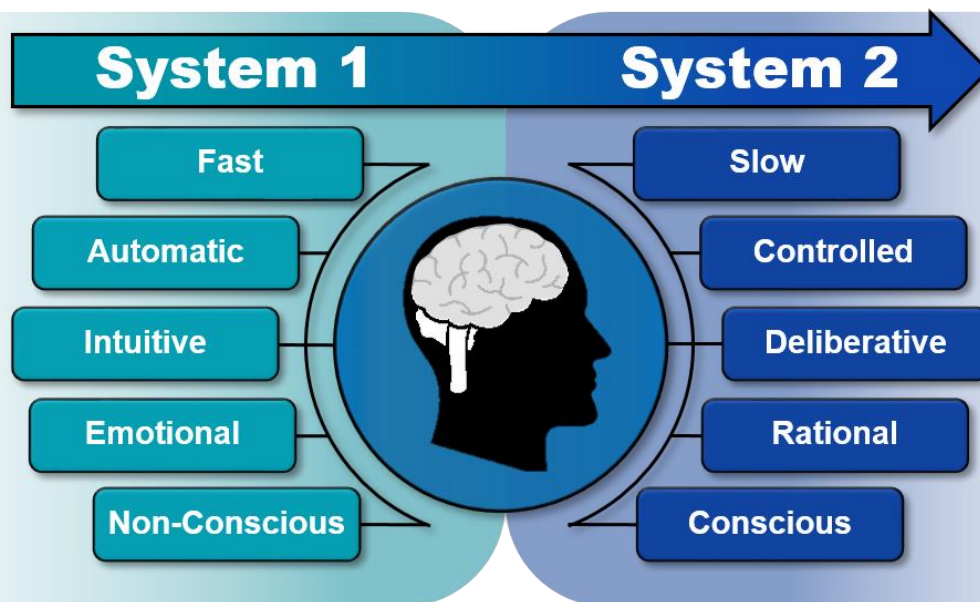 System 1
System 2
Fast
Automatic
Intuitive
Emotional
Non-Conscious
Slow
Controlled
Deliberative
Rational
Conscious